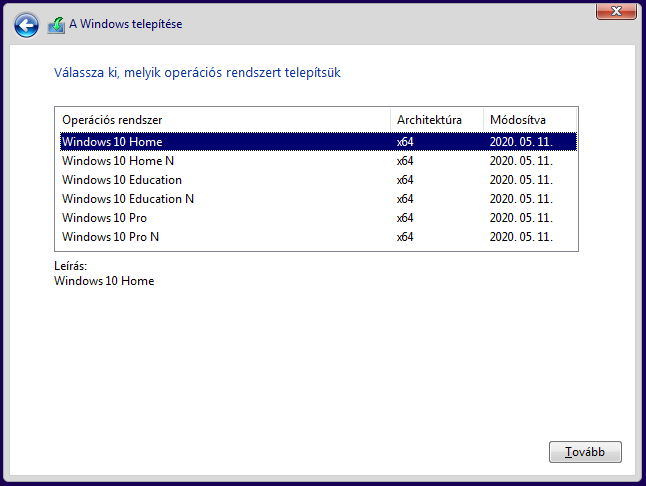 A Windows telepítése
Válassza ki, melyik operációs rendszert telepítsük
Operációs rendszer Architektúra Módosítva
Windows 10 Home x64 2020. 05. 11.
Windows 10 Home N x64 2020. 05. 11.
Windows 10 Education x64 2020. 05. 11.
Windows 10 Education N x64 2020. 05. 11.
Windows 10 Pro x64 2020. 05. 11.
Windows 10 Pro N x64 2020. 05. 11.
Leírás:
Windows 10 Home
Tovább